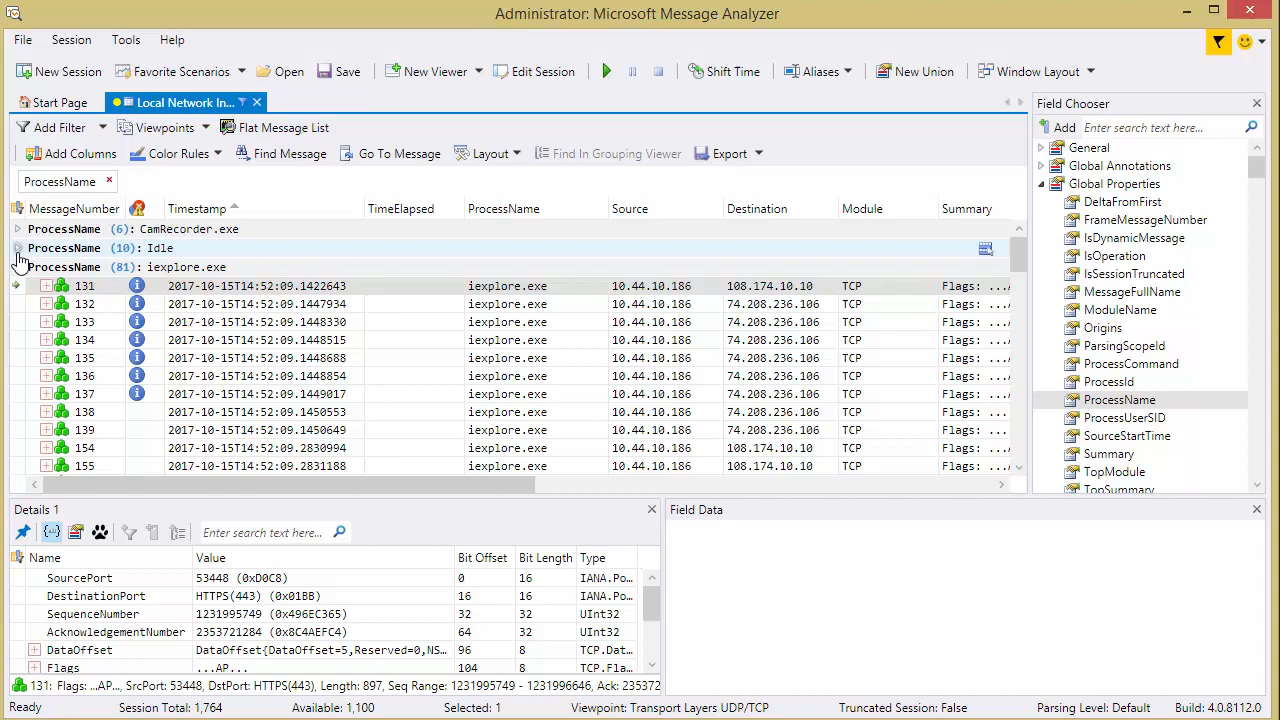 Administrator: Microsoft Message Analyzer
File Session Tools Help
New Session Favorite Scenarios Open Save New Viewer Edit Session Shift Time Aliases New Union Window Layout
Start Page Local Network In...
Add Filter Viewpoints Flat Message List
Add Columns Color Rules Find Message Go To Message Layout Find In Grouping Viewer Export
ProcessName
MessageNumber Timestamp TimeElapsed ProcessName Source Destination Module Summary
ProcessName (6): CamRecorder.exe
ProcessName (10): Idle
ProcessName (81): iexplore.exe
131 2017-10-15T14:52:09.1422643 iexplore.exe 10.44.10.186 108.174.10.10 TCP Flags: ...A
132 2017-10-15T14:52:09.1447934 iexplore.exe 10.44.10.186 74.208.236.106 TCP Flags: ...
133 2017-10-15T14:52:09.1448330 iexplore.exe 10.44.10.186 74.208.236.106 TCP Flags: ...
134 2017-10-15T14:52:09.1448515 iexplore.exe 10.44.10.186 74.208.236.106 TCP Flags: ...
135 2017-10-15T14:52:09.1448868 iexplore.exe 10.44.10.186 74.208.236.106 TCP Flags: ...
136 2017-10-15T14:52:09.1448854 iexplore.exe 10.44.10.186 74.208.236.106 TCP Flags: ...
137 2017-10-15T14:52:09.1449017 iexplore.exe 10.44.10.186 74.208.236.106 TCP Flags: ...
138 2017-10-15T14:52:09.1450553 iexplore.exe 10.44.10.186 74.208.236.106 TCP Flags: ...
139 2017-10-15T14:52:09.1450649 iexplore.exe 10.44.10.186 74.208.236.106 TCP Flags: ...
154 2017-10-15T14:52:09.2830994 iexplore.exe 10.44.10.186 108.174.10.10 TCP Flags: ...A
155 2017-10-15T14:52:09.2831188 iexplore.exe 10.44.10.186 108.174.10.10 TCP Flags: ...A
Field Chooser
Add Enter search text here...
General
Global Annotations
Global Properties
DeltaFromFirst
FrameMessageNumber
IsDynamicMessage
IsOperation
IsSessionTruncated
MessageFullName
ModuleName
Origins
ParsingScopeId
ProcessCommand
ProcessId
ProcessName
ProcessUserSID
SourceStartTime
Summary
TopModule
TopSummary
Details 1
Enter search text here...
Name Value Bit Offset Bit Length Type
SourcePort 53448 (0xD0C8) 0 16 IANA.Po...
DestinationPort HTTPS(443) (0x01BB) 16 16 IANA.Po...
SequenceNumber 1231995749 (0x496EC365) 32 32 UInt32
AcknowledgementNumber 2353721284 (0x8C4AEFC4) 64 32 UInt32
DataOffset DataOffset{DataOffset=5,Reserved=0,NS... 96 8 TCP.Dat...
Flags ...AP... 104 8 TCP.Fla...
131: Flags: ...AP..., SrcPort: 53448, DstPort: HTTPS(443), Length: 897, Seq Range: 1231995749 - 1231996646, Ack: 235372
Field Data
Ready Session Total: 1,764 Available: 1,100 Selected: 1 Viewpoint: Transport Layers UDP/TCP Truncated Session: False Parsing Level: Default Build: 4.0.8112.0